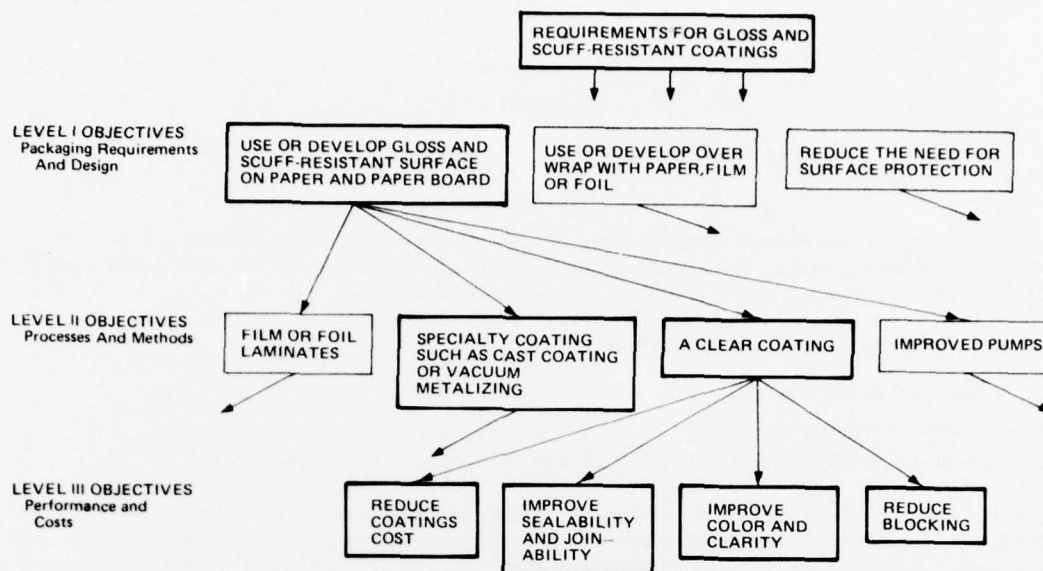 REQUIREMENTS FOR GLOSS AND
SCUFF-RESISTANT COATINGS
LEVEL I OBJECTIVES
Packaging Requirements
And Design
USE OR DEVELOP GLOSS AND
SCUFF-RESISTANT SURFACE
ON PAPER AND PAPER BOARD
USE OR DEVELOP OVER
WRAP WITH PAPER, FILM
OR FOIL
REDUCE THE NEED FOR
SURFACE PROTECTION
LEVEL II OBJECTIVES
Processes And Methods
FILM OR FOIL
LAMINATES
SPECIALTY COATING
SUCH AS CAST COATING
OR VACUUM
METALIZING
A CLEAR COATING
IMPROVED PUMPS
LEVEL III OBJECTIVES
Performance and
Costs
REDUCE
COATINGS
COST
IMPROVE
SEALABILITY
AND JOIN-
ABILITY
IMPROVE
COLOR AND
CLARITY
REDUCE
BLOCKING